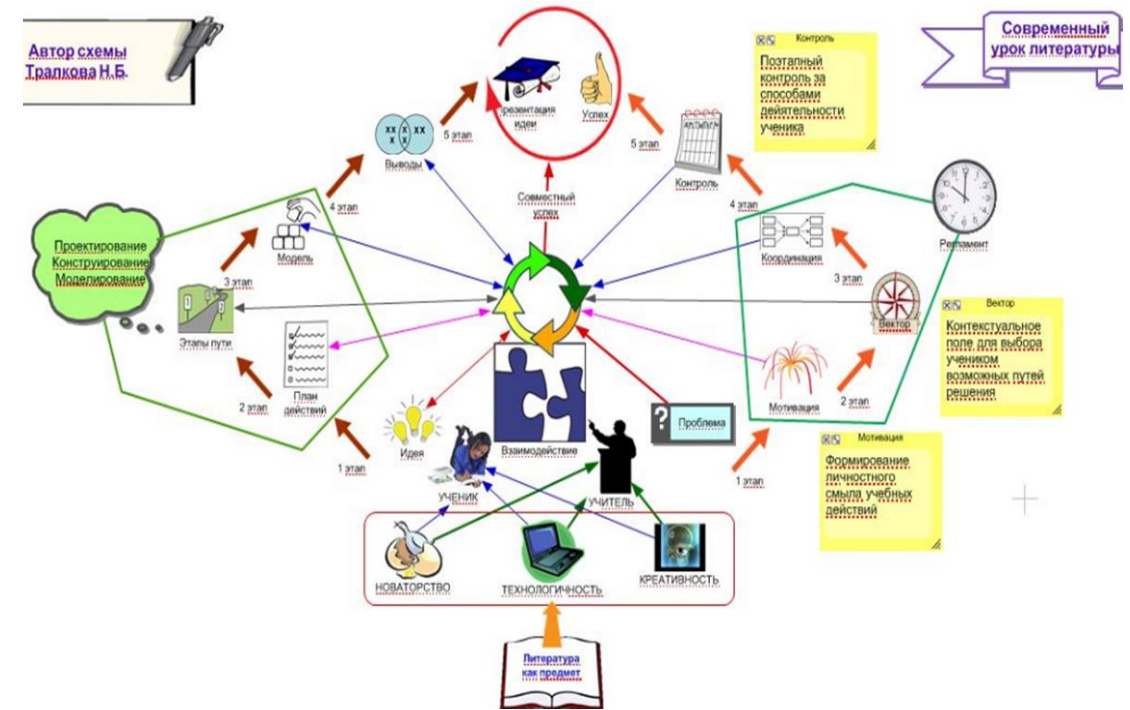 Автор схемы
Тралкова Н.Б.
Современный
урок литературы
Контроль
Поэтапный
контроль за
способами
дейятельности
ученика
резентация
идеи
Успех
5 этап
5 этап
Выводы
Контроль
4 этап
4 этап
Совместный
успех
Проектирование
Конструирование
Моделирование
Модель
Координация
Регламент
3 этап
3 этап
Этапы пути
Вектор
Вектор
Контекстуальное
поле для выбора
учеником
возможных путей
решения
План
действий
Мотивация
2 этап
2 этап
Идея
Взаимодействие
?
Проблема
Мотивация
Формирование
личностного
смыла учебных
действий
1 этап
1 этап
УЧЕНИК
УЧИТЕЛЬ
НОВАТОРСТВО
ТЕХНОЛОГИЧНОСТЬ
КРЕАТИВНОСТЬ
Литература
как предмет